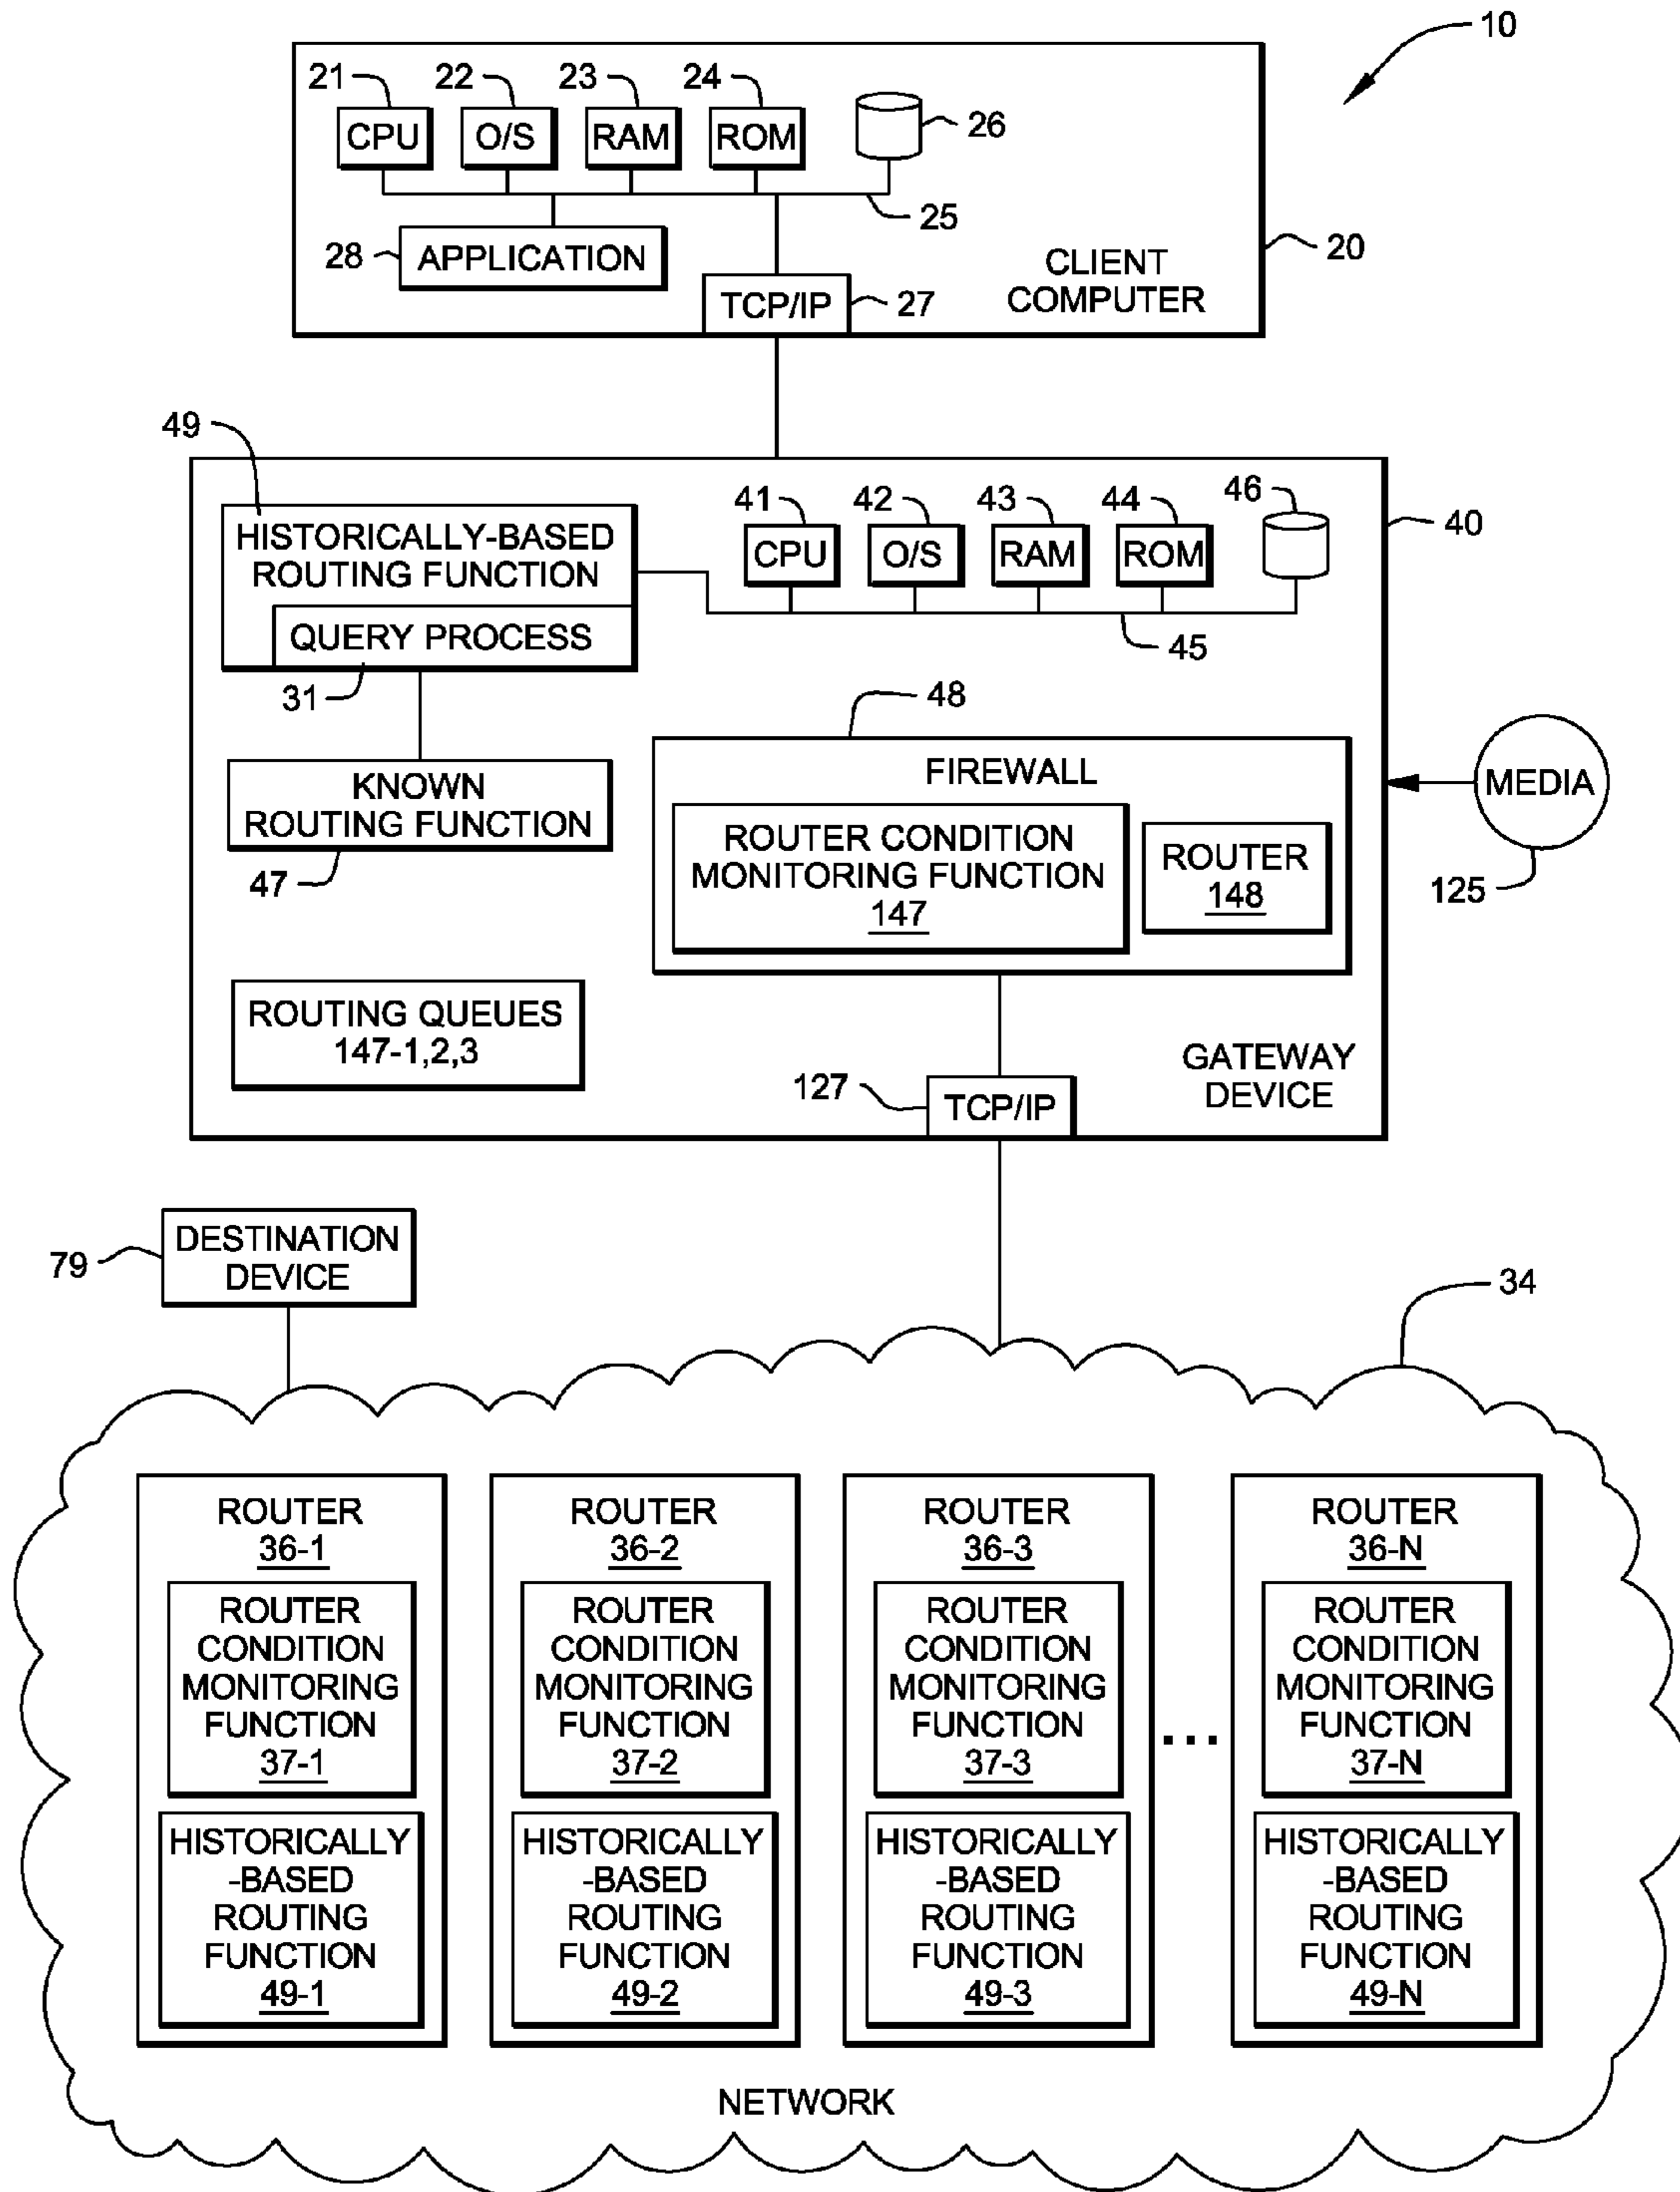 10
21 22 23 24
CPU O/S RAM ROM 26
25
28 APPLICATION
20
CLIENT
COMPUTER
TCP/IP 27
49
41 42 43 44 46
40
HISTORICALLY-BASED
ROUTING FUNCTION
CPU O/S RAM ROM
QUERY PROCESS
45
31
48
KNOWN
ROUTING FUNCTION
47
FIREWALL
ROUTER CONDITION
MONITORING FUNCTION
147
ROUTER
148
MEDIA
125
ROUTING QUEUES
147-1,2,3
GATEWAY
DEVICE
127 TCP/IP
79
DESTINATION
DEVICE
34
ROUTER
36-1
ROUTER
CONDITION
MONITORING
FUNCTION
37-1
HISTORICALLY
-BASED
ROUTING
FUNCTION
49-1
ROUTER
36-2
ROUTER
CONDITION
MONITORING
FUNCTION
37-2
HISTORICALLY
-BASED
ROUTING
FUNCTION
49-2
ROUTER
36-3
ROUTER
CONDITION
MONITORING
FUNCTION
37-3
HISTORICALLY
-BASED
ROUTING
FUNCTION
49-3
...
ROUTER
36-N
ROUTER
CONDITION
MONITORING
FUNCTION
37-N
HISTORICALLY
-BASED
ROUTING
FUNCTION
49-N
NETWORK